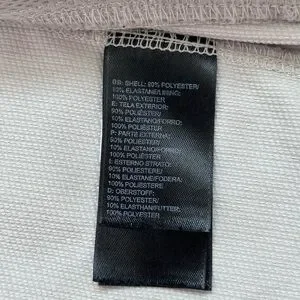 GB: SHELL: 90% POLYESTER/
10% ELASTANE/LINING:
100% POLYESTER
E: TELA EXTERIOR:
90% POLIÉSTER/
10% ELASTANO/FORRO:
100% POLIÉSTER
P: PARTE EXTERNA:
90% POLIÉSTER/
10% ELASTANO/FORRO:
100% POLIÉSTER
I: ESTERNO STRATO:
90% POLIESTERE/
10% ELASTANE/FODERA:
100% POLIESTERE
D: OBERSTOFF:
90% POLYESTER/
10% ELASTHAN/FUTTER:
100% POLYESTER